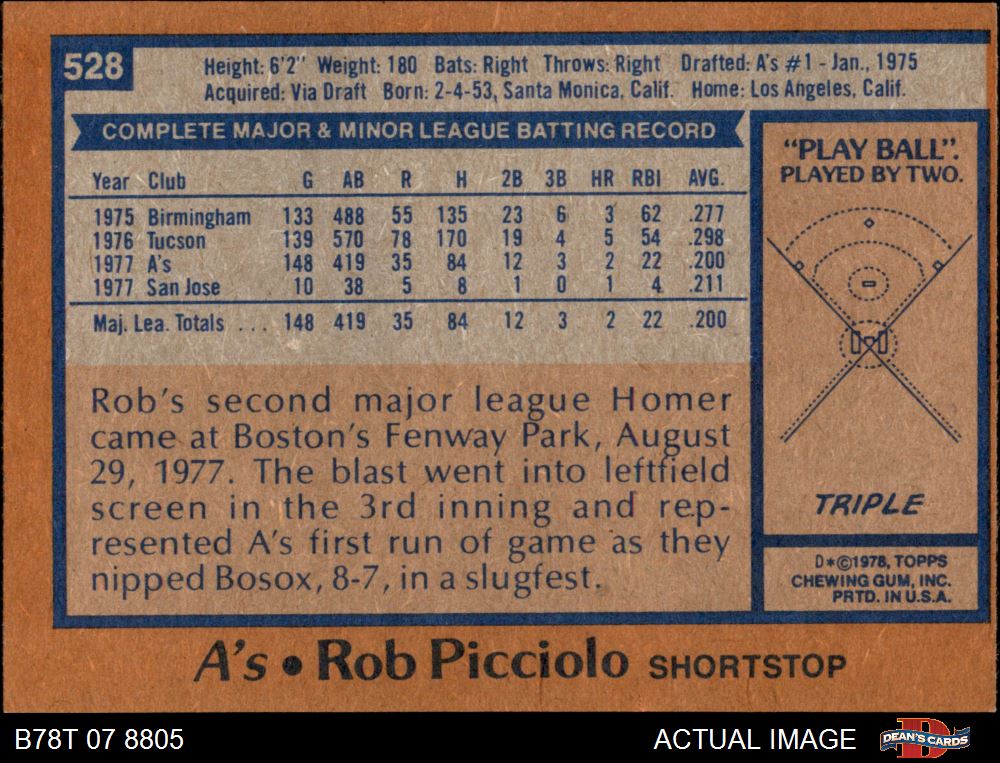 528
Height: 6'2" Weight: 180 Bats: Right Throws: Right Drafted: A's #1 - Jan., 1975
Acquired: Via Draft Born: 2-4-53, Santa Monica, Calif. Home: Los Angeles, Calif.
COMPLETE MAJOR & MINOR LEAGUE BATTING RECORD
Year Club G AB R H 2B 3B HR RBI AVG.
1975 Birmingham 133 488 55 135 23 6 3 62 .277
1976 Tucson 139 570 78 170 19 4 5 54 .298
1977 A's 148 419 35 84 12 3 2 22 .200
1977 San Jose 10 38 5 8 1 0 1 4 .211
Maj. Lea. Totals ... 148 419 35 84 12 3 2 22 .200
Rob's second major league Homer
came at Boston's Fenway Park, August
29, 1977. The blast went into leftfield
screen in the 3rd inning and rep-
resented A's first run of game as they
nipped Bosox, 8-7, in a slugfest.
"PLAY BALL".
PLAYED BY TWO.
TRIPLE
D*©1978, TOPPS
CHEWING GUM, INC.
PRTD. IN U.S.A.
A's • Rob Picciolo SHORTSTOP
B78T 07 8805
ACTUAL IMAGE
DEAN'S CARDS